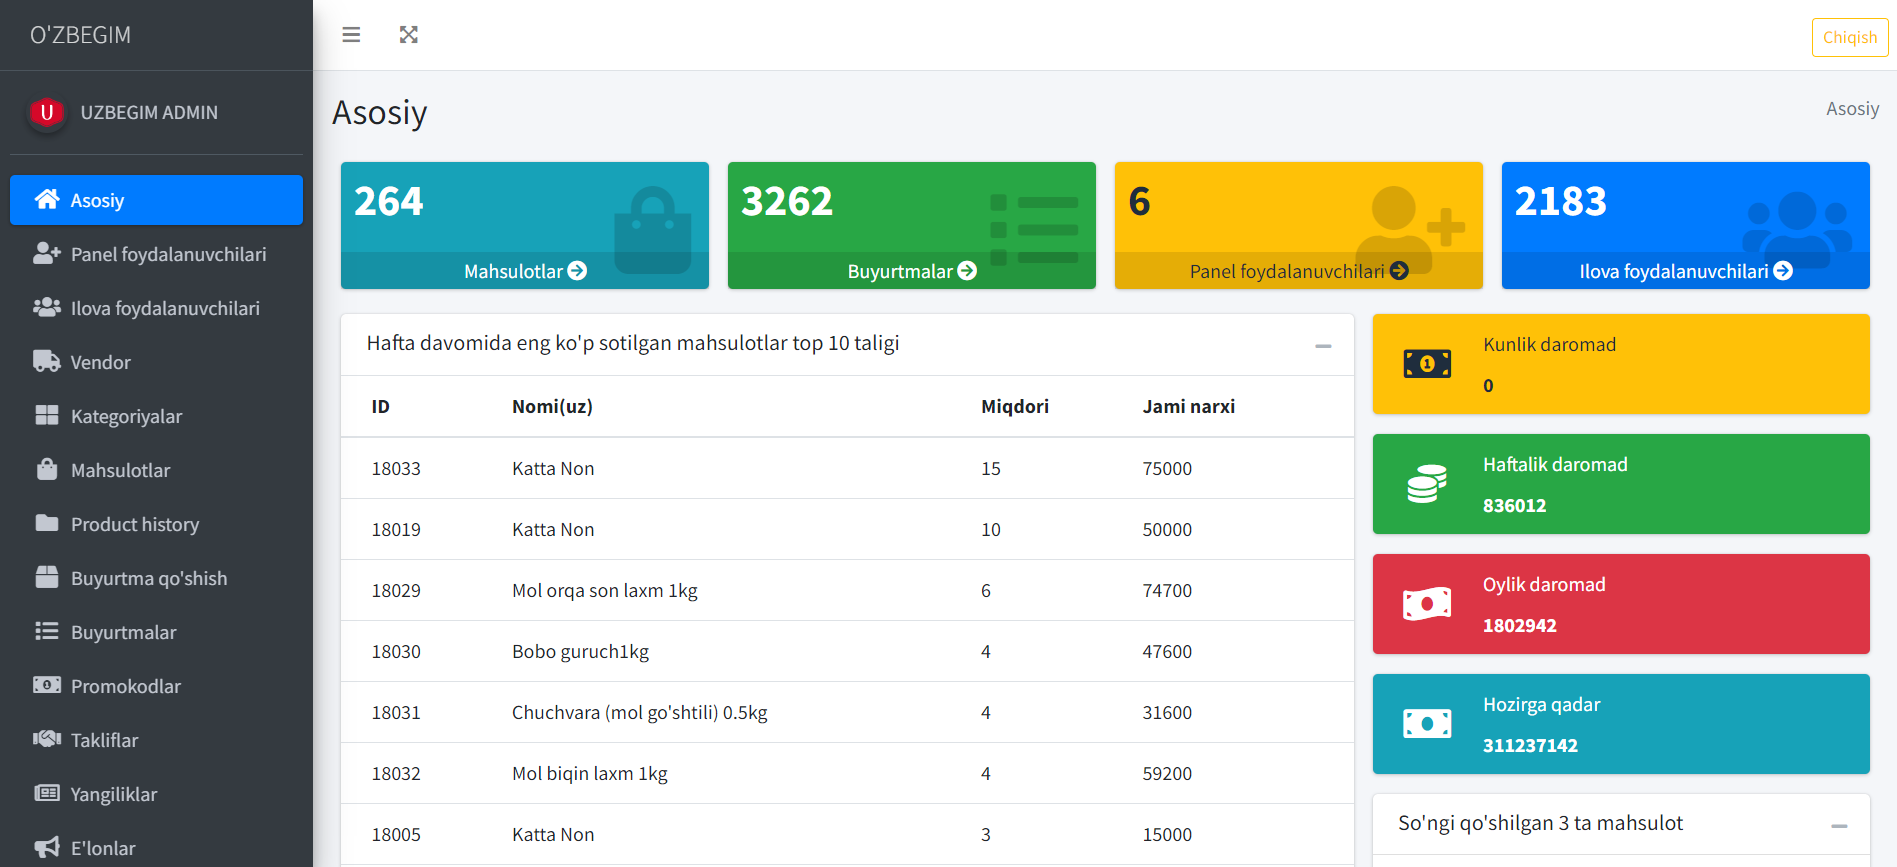 O'ZBEGIM
Chiqish
U
UZBEGIM ADMIN
Asosiy
Panel foydalanuvchilari
Ilova foydalanuvchilari
Vendor
Kategoriyalar
Mahsulotlar
Product history
Buyurtma qo'shish
Buyurtmalar
Promokodlar
Takliflar
Yangiliklar
E'lonlar
Asosiy
Asosiy
264
Mahsulotlar
3262
Buyurtmalar
6
Panel foydalanuvchilari
2183
Ilova foydalanuvchilari
Hafta davomida eng ko'p sotilgan mahsulotlar top 10 taligi
ID Nomi(uz) Miqdori Jami narxi
18033 Katta Non 15 75000
18019 Katta Non 10 50000
18029 Mol orqa son laxm 1kg 6 74700
18030 Bobo guruch1kg 4 47600
18031 Chuchvara (mol go'shtili) 0.5kg 4 31600
18032 Mol biqin laxm 1kg 4 59200
18005 Katta Non 3 15000
Kunlik daromad
0
Haftalik daromad
836012
Oylik daromad
1802942
Hozirga qadar
311237142
So'ngi qo'shilgan 3 ta mahsulot